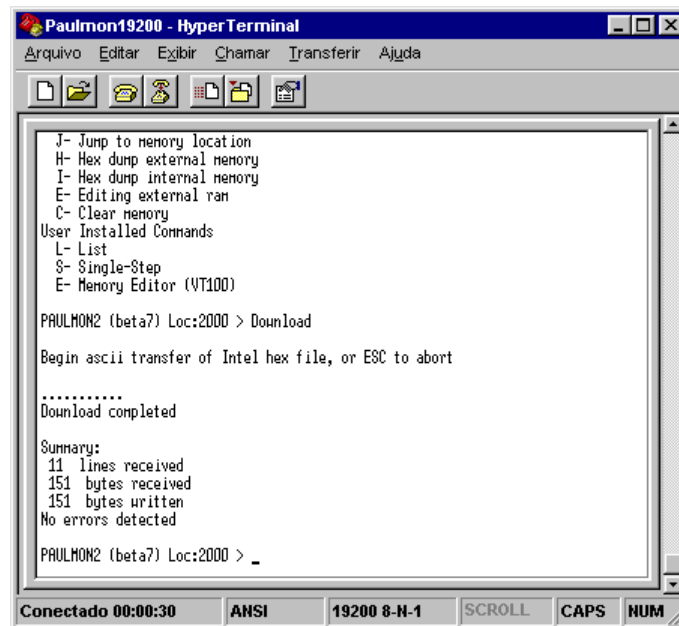 Paulmon19200 - HyperTerminal
Arquivo Editar Exibir Chamar Transferir Ajuda
J- Jump to memory location
H- Hex dump external memory
I- Hex dump internal memory
E- Editing external ram
C- Clear memory
User Installed Commands
L- List
S- Single-Step
E- Memory Editor (VT100)
PAULMON2 (beta7) Loc:2000 > Download
Begin ascii transfer of Intel hex file, or ESC to abort
...........
Download completed
Summary:
11 lines received
151 bytes received
151 bytes written
No errors detected
PAULMON2 (beta7) Loc:2000 > _
Conectado 00:00:30 ANSI 19200 8-N-1 SCROLL CAPS NUM